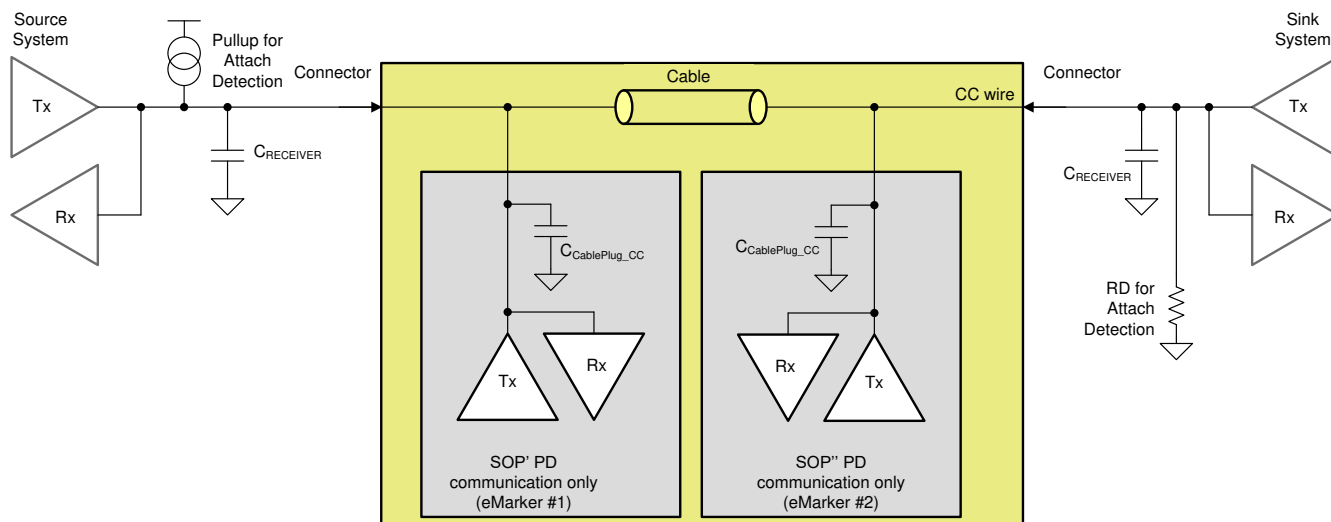 Source
System
Pullup for
Attach
Detection
Connector
Tx
Rx
CRECEIVER
Cable
CC wire
Connector
Sink
System
Tx
Rx
CRECEIVER
RD for
Attach
Detection
CCablePlug_CC
Tx
Rx
SOP' PD
communication only
(eMarker #1)
CCablePlug_CC
Rx
Tx
SOP'' PD
communication only
(eMarker #2)